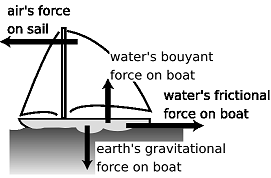 air's force
on sail
water's bouyant
force on boat
water's frictional
force on boat
earth's gravitational
force on boat